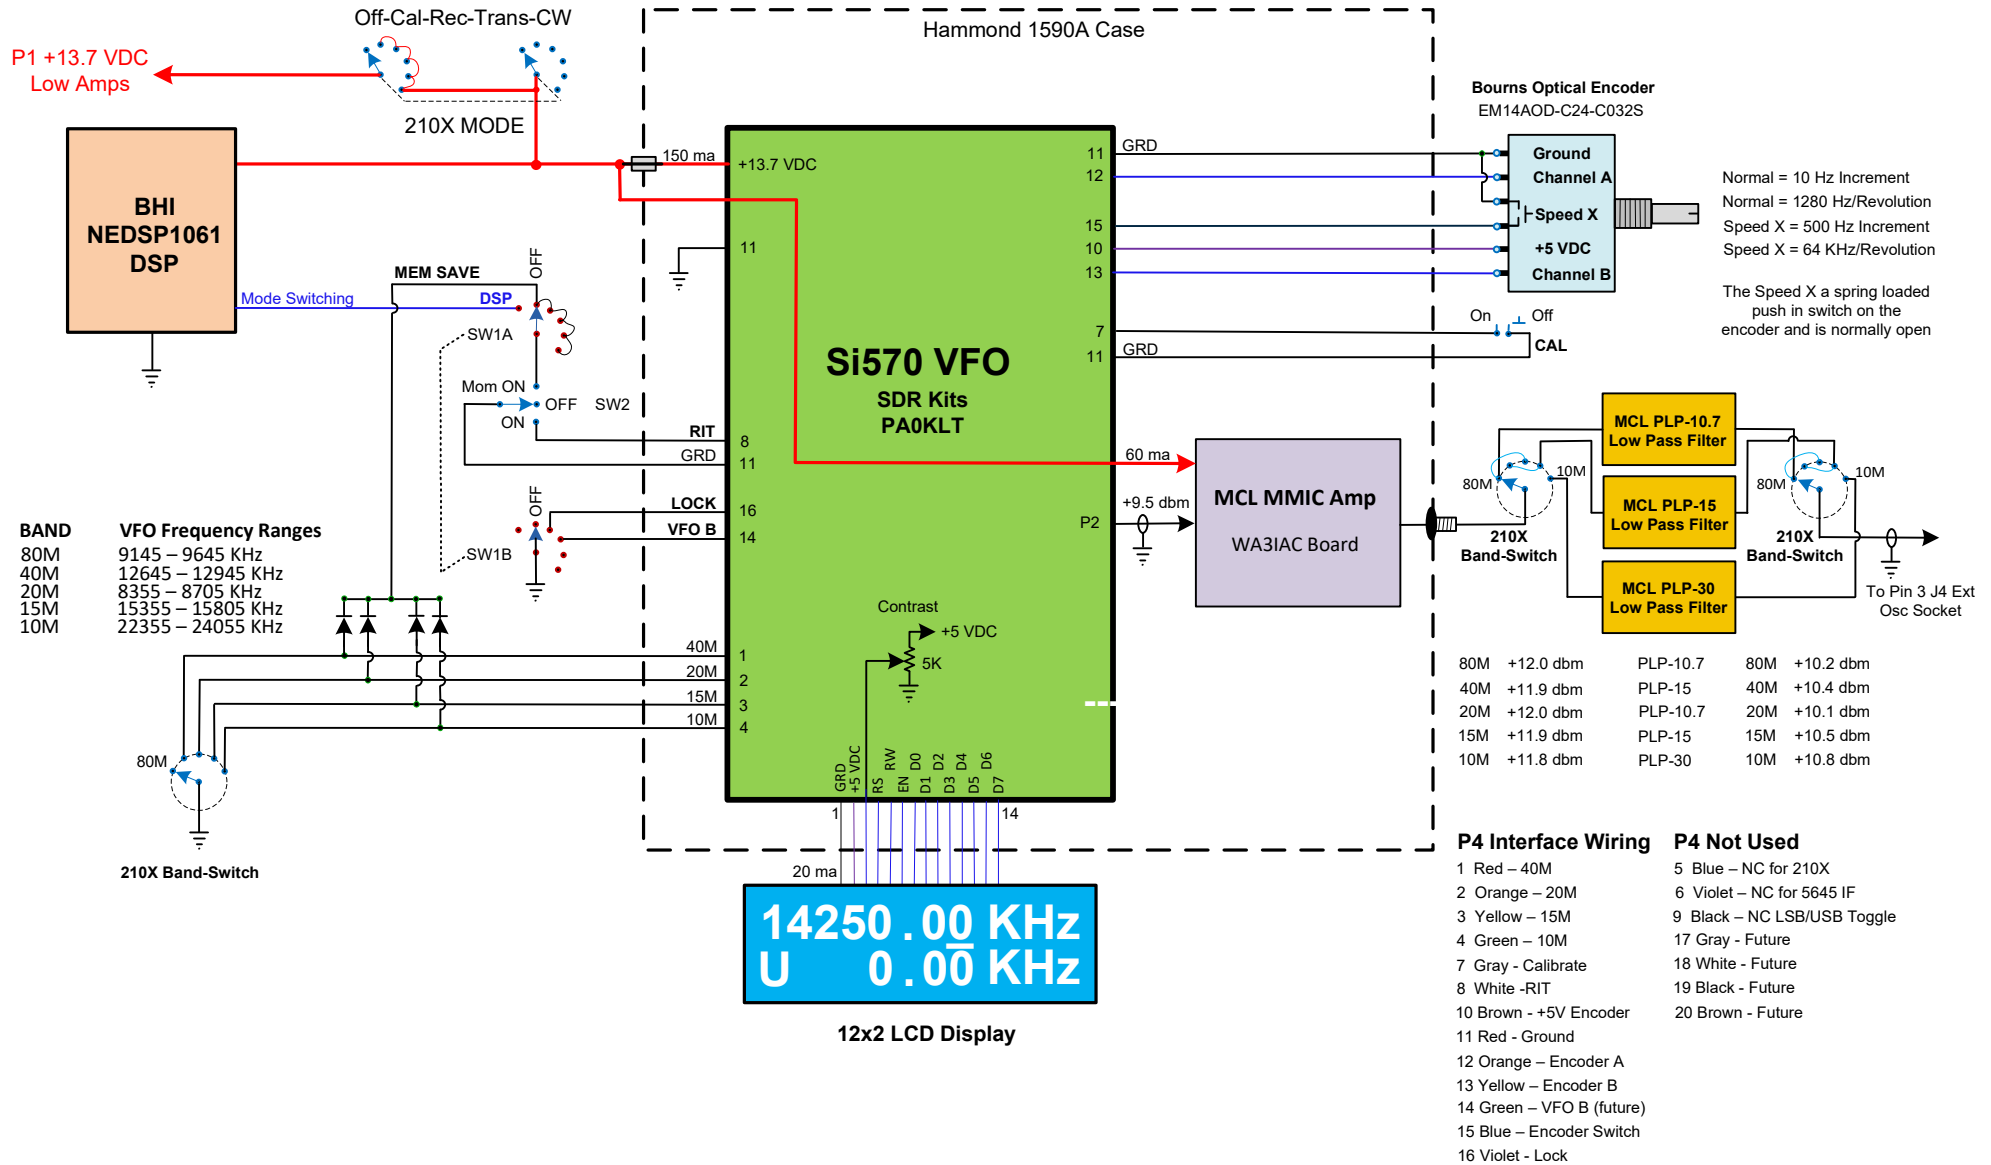 Off-Cal-Rec-Trans-CW
P1 +13.7 VDC
Low Amps
210X MODE
Hammond 1590A Case
BHI
NEDSP1061
DSP
150 ma
+13.7 VDC
11
MEM SAVE
OFF
Mode Switching
DSP
SW1A
Mom ON
OFF
SW2
ON
RIT
8
GRD
11
OFF
LOCK
16
VFO B
14
SW1B
BAND
VFO Frequency Ranges
80M 9145 – 9645 KHz
40M 12645 – 12945 KHz
20M 8355 – 8705 KHz
15M 15355 – 15805 KHz
10M 22355 – 24055 KHz
40M
1
20M
2
15M
3
10M
4
80M
210X Band-Switch
Si570 VFO
SDR Kits
PA0KLT
Contrast
+5 VDC
5K
GRD
+5 VDC
RS
RW
EN
D0
D1
D2
D3
D4
D5
D6
D7
1
14
20 ma
14250.00 KHz
U 0.00 KHz
12x2 LCD Display
11
GRD
12
15
10
13
7
11
GRD
60 ma
P2
+9.5 dbm
MCL MMIC Amp
WA3IAC Board
Bourns Optical Encoder
EM14AOD-C24-C032S
Ground
Channel A
Speed X
+5 VDC
Channel B
Normal = 10 Hz Increment
Normal = 1280 Hz/Revolution
Speed X = 500 Hz Increment
Speed X = 64 KHz/Revolution
The Speed X a spring loaded
push in switch on the
encoder and is normally open
On
Off
CAL
80M
10M
210X
Band-Switch
MCL PLP-10.7
Low Pass Filter
MCL PLP-15
Low Pass Filter
MCL PLP-30
Low Pass Filter
80M
10M
210X
Band-Switch
To Pin 3 J4 Ext
Osc Socket
80M +12.0 dbm PLP-10.7 80M +10.2 dbm
40M +11.9 dbm PLP-15 40M +10.4 dbm
20M +12.0 dbm PLP-10.7 20M +10.1 dbm
15M +11.9 dbm PLP-15 15M +10.5 dbm
10M +11.8 dbm PLP-30 10M +10.8 dbm
P4 Interface Wiring
1 Red – 40M
2 Orange – 20M
3 Yellow – 15M
4 Green – 10M
7 Gray - Calibrate
8 White -RIT
10 Brown - +5V Encoder
11 Red - Ground
12 Orange – Encoder A
13 Yellow – Encoder B
14 Green – VFO B (future)
15 Blue – Encoder Switch
16 Violet - Lock
P4 Not Used
5 Blue – NC for 210X
6 Violet – NC for 5645 IF
9 Black – NC LSB/USB Toggle
17 Gray - Future
18 White - Future
19 Black - Future
20 Brown - Future